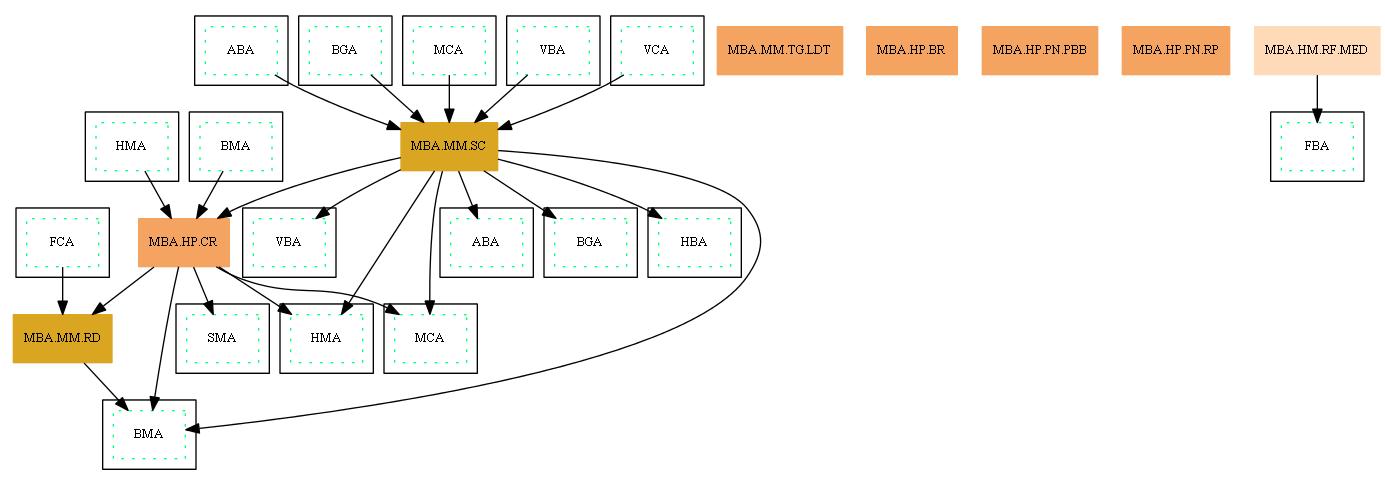 ABA
BGA
MCA
VBA
VCA
MBA.MM.TG.LDT
MBA.HP.BR
MBA.HP.PN.PBB
MBA.HP.PN.RP
MBA.HM.RF.MED
HMA
BMA
MBA.MM.SC
FBA
FCA
MBA.HP.CR
VBA
ABA
BGA
HBA
MBA.MM.RD
SMA
HMA
MCA
BMA